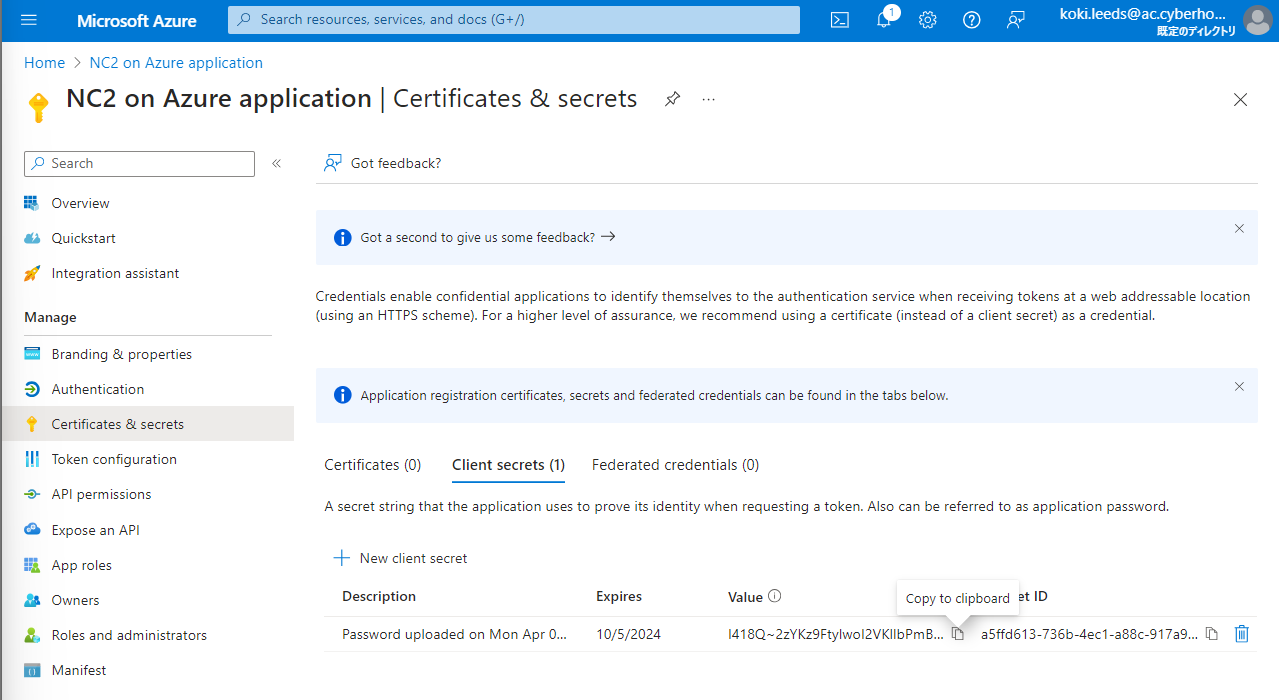 Microsoft Azure
Search resources, services, and docs (G+/)
1
koki.leeds@ac.cyberho...
既定のディレクトリ
Home > NC2 on Azure application
NC2 on Azure application | Certificates & secrets
...
Search
Overview
Quickstart
Integration assistant
Manage
Branding & properties
Authentication
Certificates & secrets
Token configuration
API permissions
Expose an API
App roles
Owners
Roles and administrators
Manifest
Got feedback?
Got a second to give us some feedback? →
Credentials enable confidential applications to identify themselves to the authentication service when receiving tokens at a web addressable location
(using an HTTPS scheme). For a higher level of assurance, we recommend using a certificate (instead of a client secret) as a credential.
Application registration certificates, secrets and federated credentials can be found in the tabs below.
Certificates (0) Client secrets (1) Federated credentials (0)
A secret string that the application uses to prove its identity when requesting a token. Also can be referred to as application password.
New client secret
Copy to clipboard
Description Expires Value ID
Password uploaded on Mon Apr 0... 10/5/2024 a5ffd613-736b-4ec1-a88c-917a9...